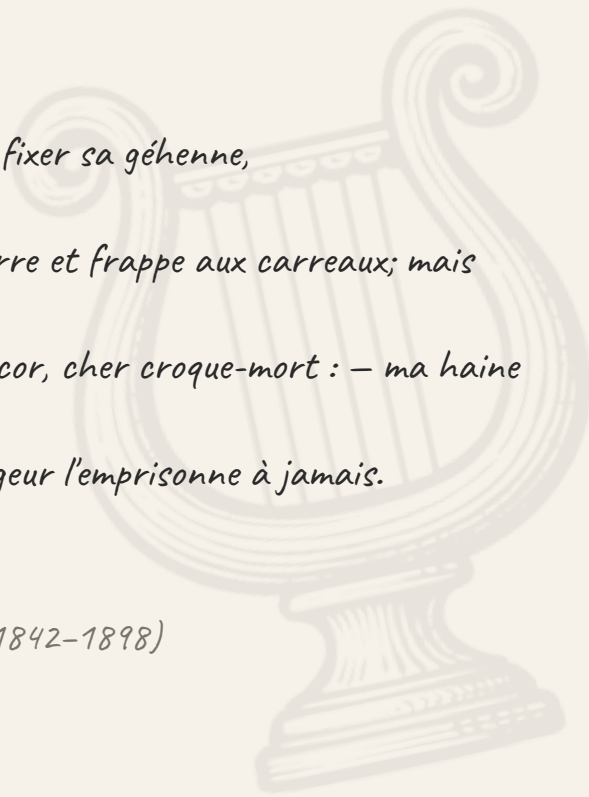 fixer sa géhenne,
rre et frappe aux carreaux; mais
cor, cher croque-mort : – ma haine
geur l'emprisonne à jamais.
1842–1898)